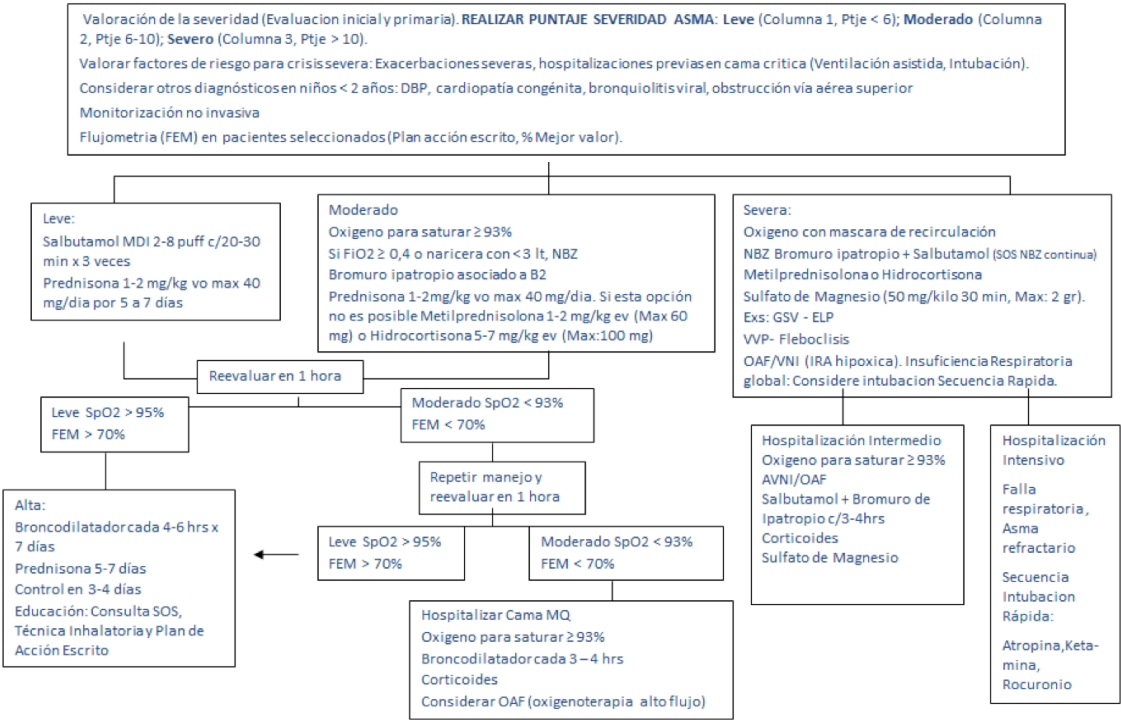 Valoración de la severidad (Evaluacion inicial y primaria). REALIZAR PUNTAJE SEVERIDAD ASMA: Leve (Columna 1, Ptje < 6); Moderado (Columna
2, Ptje 6-10); Severo (Columna 3, Ptje > 10).
Valorar factores de riesgo para crisis severa: Exacerbaciones severas, hospitalizaciones previas en cama critica (Ventilación asistida, Intubación).
Considerar otros diagnósticos en niños < 2 años: DBP, cardiopatía congénita, bronquiolitis viral, obstrucción vía aérea superior
Monitorización no invasiva
Flujometria (FEM) en pacientes seleccionados (Plan acción escrito, % Mejor valor).
Leve:
Salbutamol MDI 2-8 puff c/20-30
min x 3 veces
Prednisona 1-2 mg/kg vo max 40
mg/dia por 5 a 7 días
Moderado
Oxigeno para saturar ≥ 93%
Si FiO2 ≥ 0,4 o naricera con <3 lt, NBZ
Bromuro ipatropio asociado a B2
Prednisona 1-2mg/kg vo max 40 mg/dia. Si esta opción
no es posible Metilprednisolona 1-2 mg/kg ev (Max 60
mg) o Hidrocortisona 5-7 mg/kg ev (Max:100 mg)
Severa:
Oxigeno con mascara de recirculación
NBZ Bromuro ipatropio + Salbutamol (SOS NBZ continua)
Metilprednisolona o Hidrocortisona
Sulfato de Magnesio (50 mg/kilo 30 min, Max: 2 gr).
Exs: GSV - ELP
VVP- Fleboclisis
OAF/VNI (IRA hipoxica). Insuficiencia Respiratoria
global: Considere intubacion Secuencia Rapida.
Reevaluar en 1 hora
Leve SpO2 > 95%
FEM > 70%
Moderado SpO2 < 93%
FEM < 70%
Repetir manejo y
reevaluar en 1 hora
Alta:
Broncodilatador cada 4-6 hrs x
7 días
Prednisona 5-7 días
Control en 3-4 días
Educación: Consulta SOS,
Técnica Inhalatoria y Plan de
Acción Escrito
Leve SpO2 > 95%
FEM > 70%
Moderado SpO2 < 93%
FEM < 70%
Hospitalizar Cama MQ
Oxigeno para saturar ≥ 93%
Broncodilatador cada 3 – 4 hrs
Corticoides
Considerar OAF (oxigenoterapia alto flujo)
Hospitalización Intermedio
Oxigeno para saturar ≥ 93%
AVNI/OAF
Salbutamol + Bromuro de
Ipatropio c/3-4hrs
Corticoides
Sulfato de Magnesio
Hospitalización
Intensivo
Falla
respiratoria,
Asma
refractario
Secuencia
Intubacion
Rápida:
Atropina,Keta-
mina,
Rocuronio